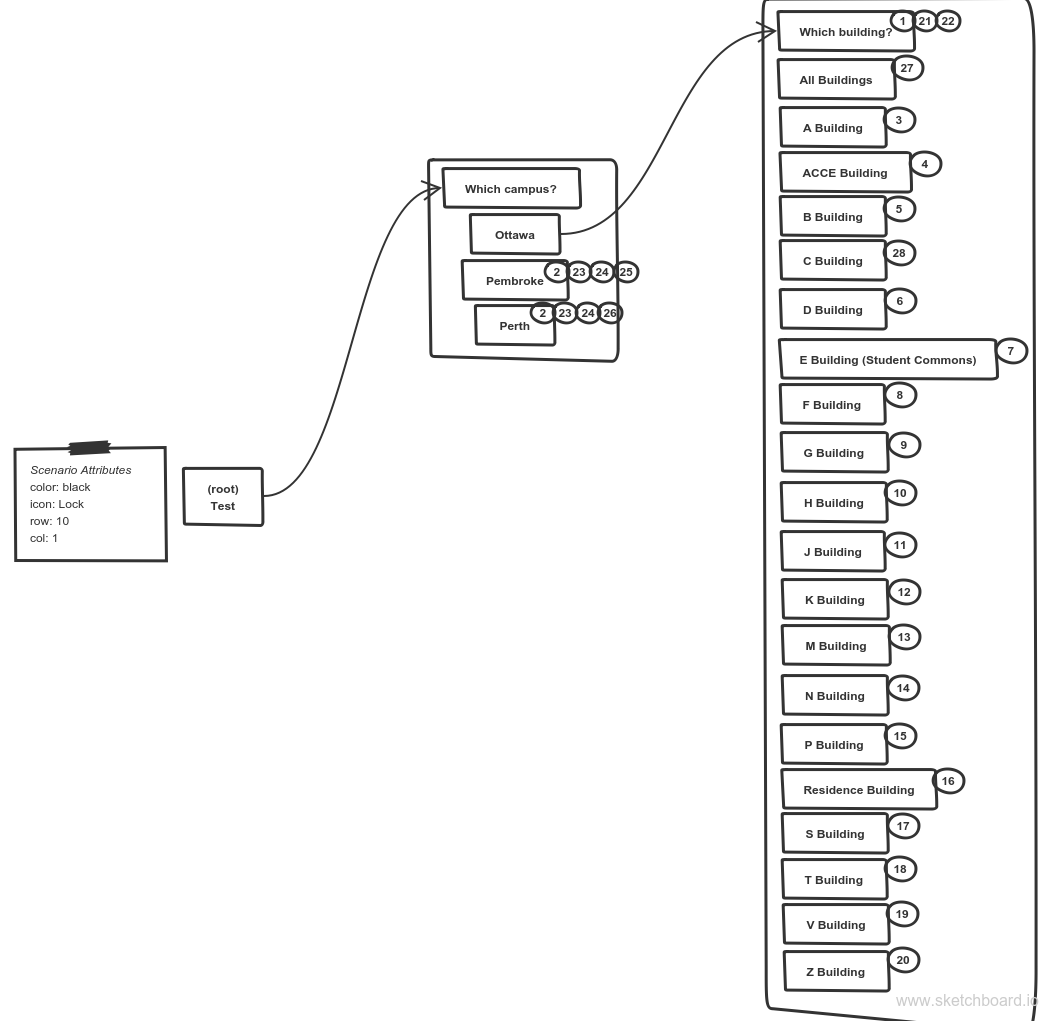 Which building? 1 21 22
All Buildings 27
A Building 3
ACCE Building 4
B Building 5
C Building 28
D Building 6
E Building (Student Commons) 7
F Building 8
G Building 9
H Building 10
J Building 11
K Building 12
M Building 13
N Building 14
P Building 15
Residence Building 16
S Building 17
T Building 18
V Building 19
Z Building 20
Which campus?
Ottawa
Pembroke 2 23 24 25
Perth 2 23 24 26
Scenario Attributes
color: black
icon: Lock
row: 10
col: 1
(root)
Test
www.sketchboard.io